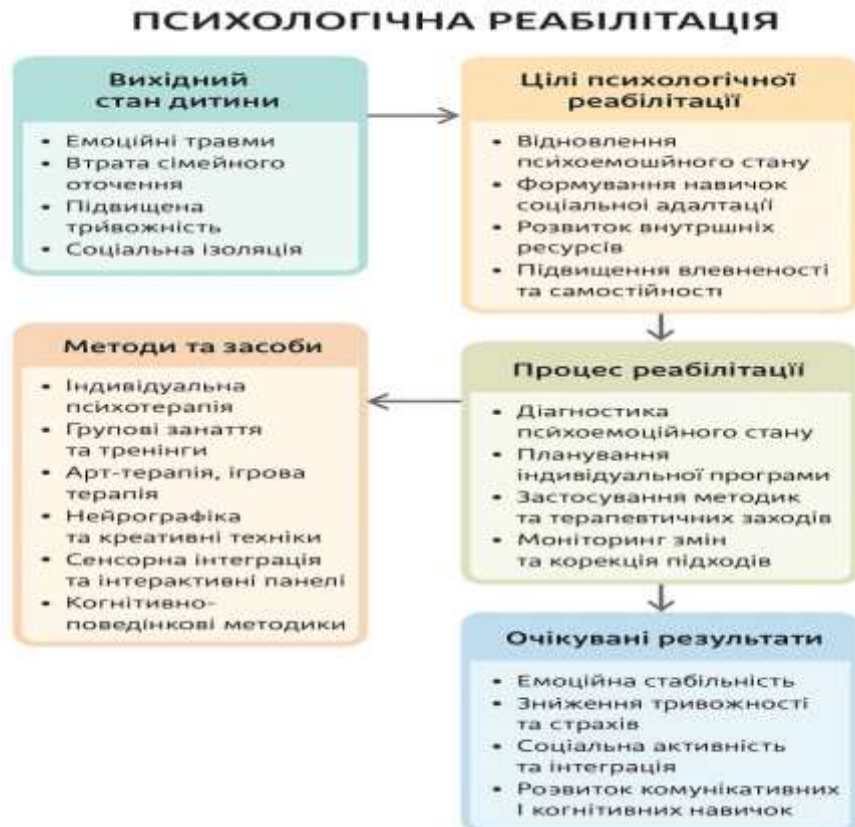 ПСИХОЛОГІЧНА РЕАБІЛІТАЦІЯ
Вихідний
стан дитини
• Емоційні травми
• Втрата сімейного
оточення
• Підвищена
тривожність
• Соціальна ізоляція
Цілі психологічної
реабілітації
• Відновлення
психоемошйного стану
• Формування навичок
соціальноі адалтації
• Розвиток внутршніх
ресурсів
• Підвищення влевненості
та самостійності
Процес реабілітації
• Діагностика
психоемоційного стану
• Планування
індивідуальної програми
• Застосування методик
та терапевтичних заходів
• Моніторинг змін
та корекція підходів
Методи та засоби
• Індивідуальна
психотерапія
• Групові занаття
та тренінги
• Арт-терапія, ігрова
терапія
• Нейрографіка
та креативні техніки
• Сенсорна інтеграція
та інтерактивні панелі
• Когнітивно-
поведінкові методики
Очікувані результати
• Емоційна стабільність
• Зниження тривожності
та страхів
• Соціальна активність
та інтеграція
• Розвиток комунікативних
І когнітивних навичок